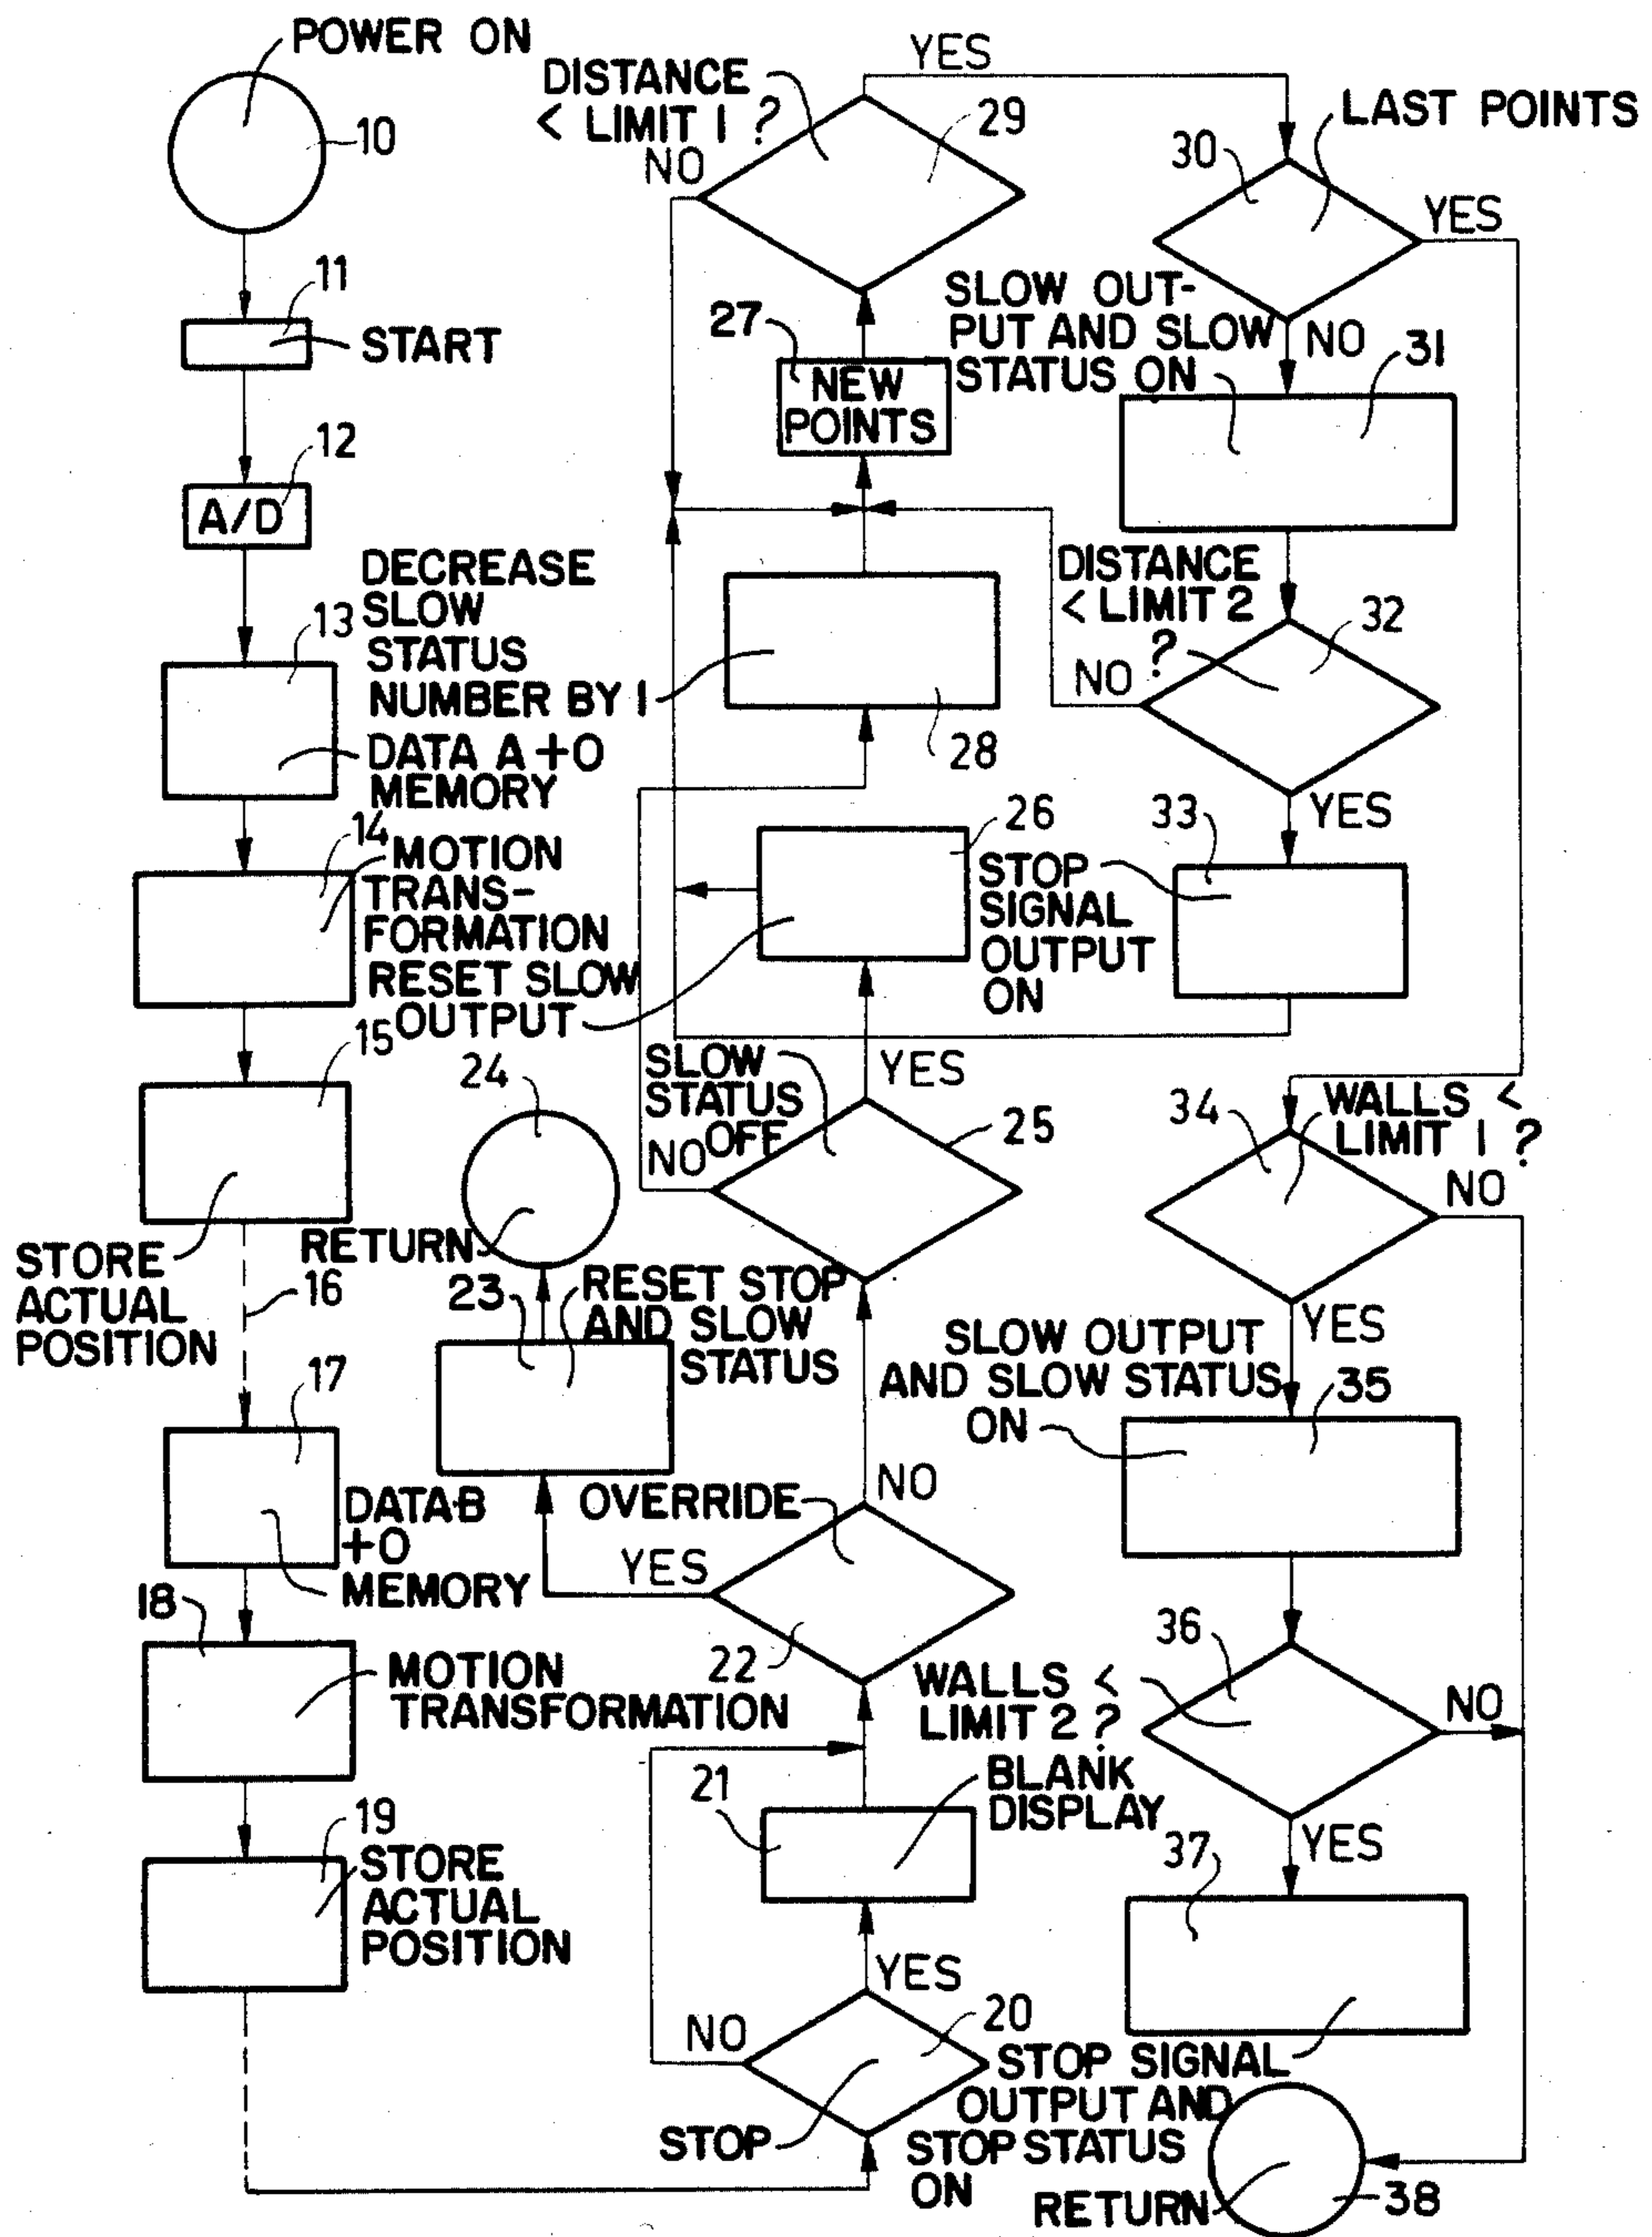 POWER ON
10
11
START
12
A/D
13
DECREASE
SLOW
STATUS
NUMBER BY 1
DATA A +O
MEMORY
14
MOTION
TRANS-
FORMATION
RESET SLOW
OUTPUT
15
STORE
ACTUAL
POSITION
16
17
DATA B
+O
MEMORY
18
MOTION
TRANSFORMATION
19
STORE
ACTUAL
POSITION
24
RETURN
23
RESET STOP
AND SLOW
STATUS
OVERRIDE
YES
NO
22
21
BLANK
DISPLAY
YES
NO
20
STOP
DISTANCE
< LIMIT 1 ?
NO
YES
29
27
NEW
POINTS
28
26
YES
SLOW
STATUS
OFF
NO
25
LAST POINTS
30
YES
NO
SLOW OUT-
PUT AND SLOW
STATUS ON
31
DISTANCE
< LIMIT 2
?
NO
32
YES
33
STOP
SIGNAL
OUTPUT
ON
34
WALLS <
LIMIT 1 ?
NO
YES
SLOW OUTPUT
AND SLOW STATUS
ON
35
36
WALLS <
LIMIT 2 ?
NO
YES
37
STOP SIGNAL
OUTPUT AND
STOP STATUS
ON
RETURN
38